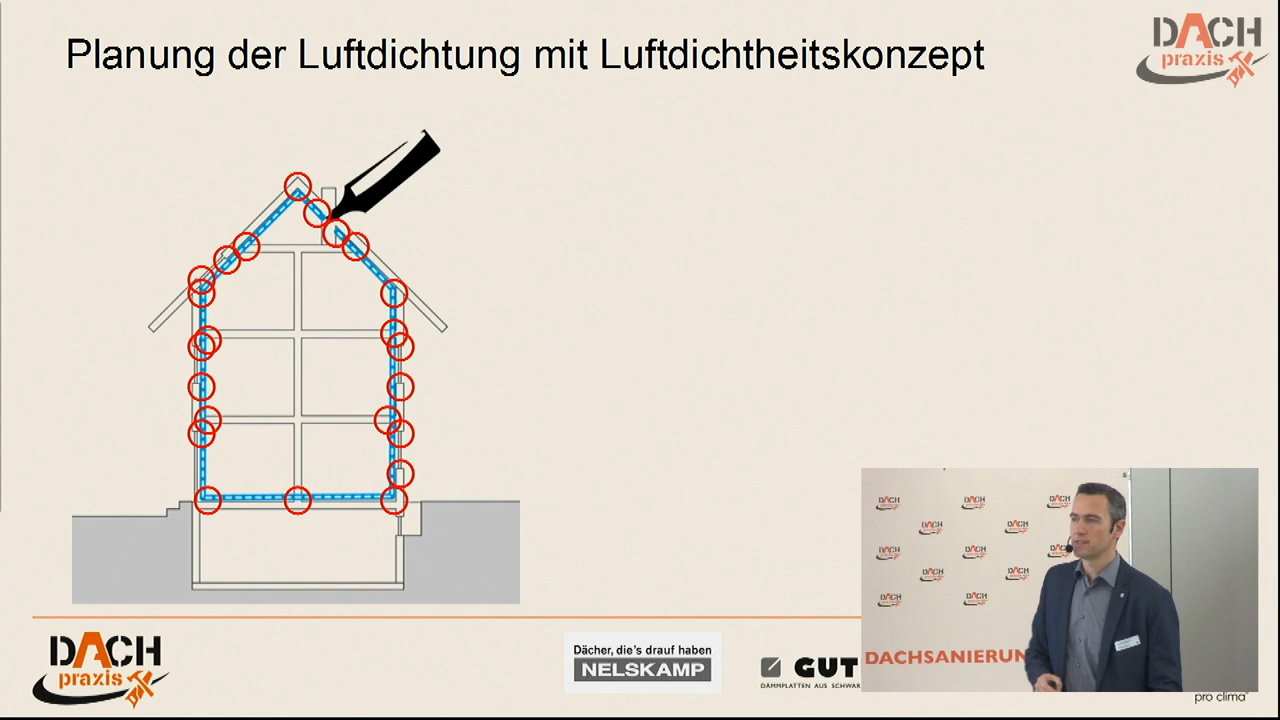 Planung der Luftdichtung mit Luftdichtheitskonzept
DACH
praxis
DACH
praxis
Dächer, die's drauf haben
NELSKAMP
GUT
DÄMMPLATTEN AUS SCHWAR
DACHSANIERUN
pro clima